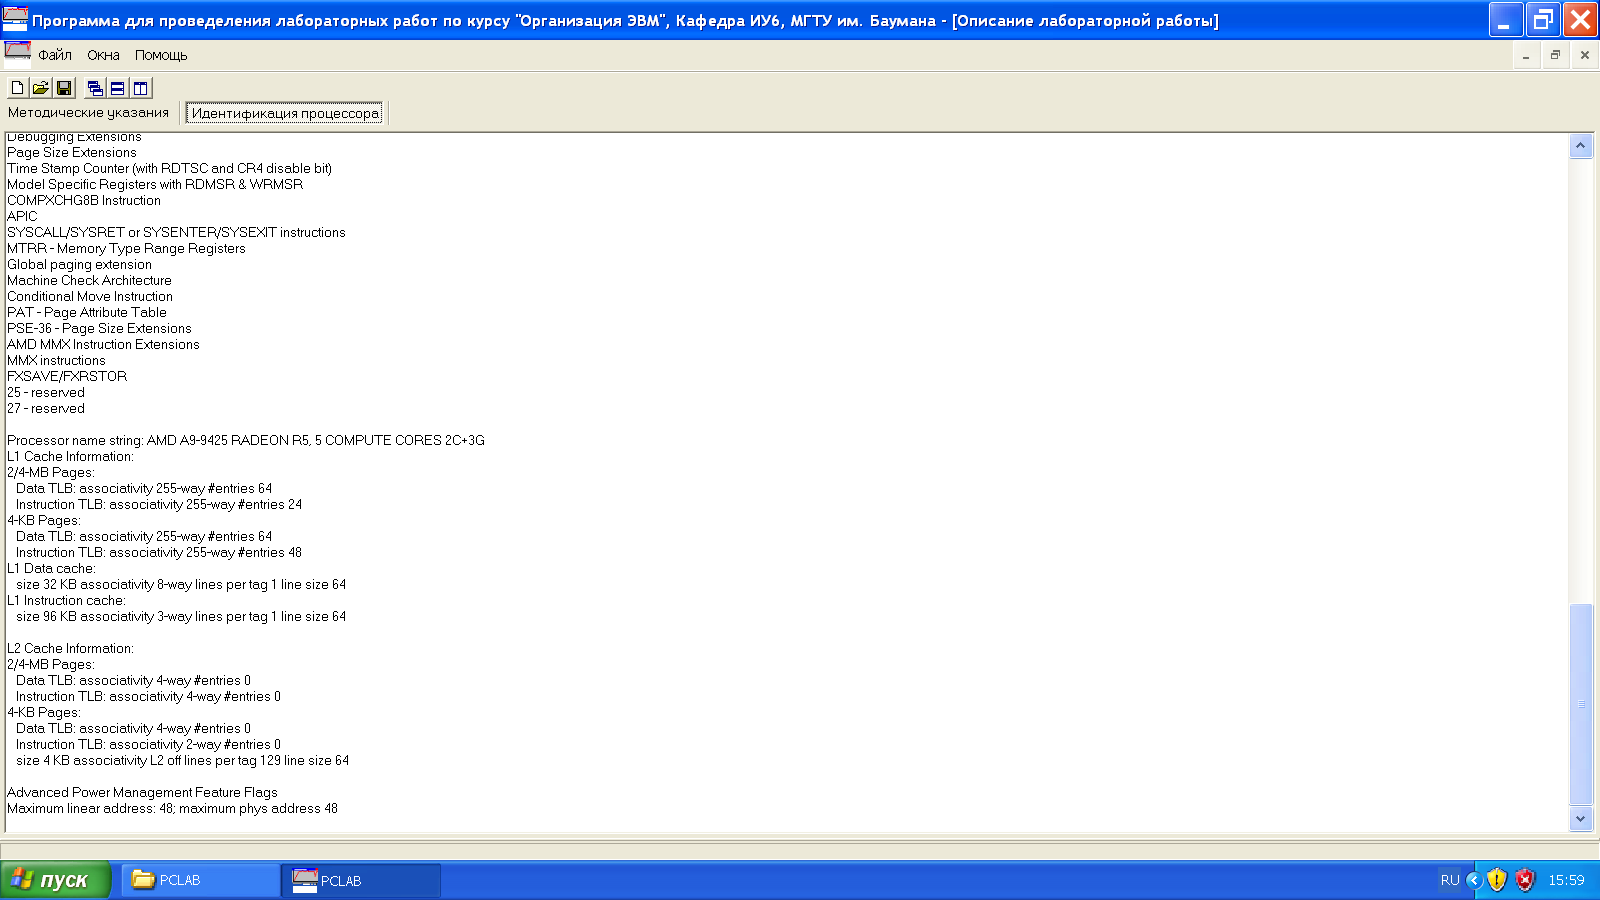 Программа для проведеления лабораторных работ по курсу "Организация ЭВМ", Кафедра ИУ6, МГТУ им. Баумана - [Описание лабораторной работы]
Файл Окна Помощь
Методические указания Идентификация процессора
Debugging Extensions
Page Size Extensions
Time Stamp Counter (with RDTSC and CR4 disable bit)
Model Specific Registers with RDMSR & WRMSR
COMPXCHG8B Instruction
APIC
SYSCALL/SYSRET or SYSENTER/SYSEXIT instructions
MTRR - Memory Type Range Registers
Global paging extension
Machine Check Architecture
Conditional Move Instruction
PAT - Page Attribute Table
PSE-36 - Page Size Extensions
AMD MMX Instruction Extensions
MMX instructions
FXSAVE/FXRSTOR
25 - reserved
27 - reserved
Processor name string: AMD A9-9425 RADEON R5, 5 COMPUTE CORES 2C+3G
L1 Cache Information:
2/4-MB Pages:
Data TLB: associativity 255-way #entries 64
Instruction TLB: associativity 255-way #entries 24
4-KB Pages:
Data TLB: associativity 255-way #entries 64
Instruction TLB: associativity 255-way #entries 48
L1 Data cache:
size 32 KB associativity 8-way lines per tag 1 line size 64
L1 Instruction cache:
size 96 KB associativity 3-way lines per tag 1 line size 64
L2 Cache Information:
2/4-MB Pages:
Data TLB: associativity 4-way #entries 0
Instruction TLB: associativity 4-way #entries 0
4-KB Pages:
Data TLB: associativity 4-way #entries 0
Instruction TLB: associativity 2-way #entries 0
size 4 KB associativity L2 off lines per tag 129 line size 64
Advanced Power Management Feature Flags
Maximum linear address: 48; maximum phys address 48
пуск PCLAB PCLAB RU 15:59